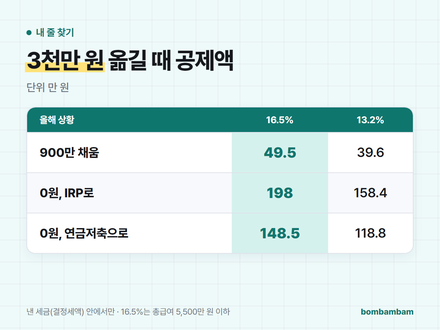 내 줄 찾기
3천만 원 옮길 때 공제액
단위 만 원
올해 상황 16.5% 13.2%
900만 채움 49.5 39.6
0원, IRP로 198 158.4
0원, 연금저축으로 148.5 118.8
낸 세금(결정세액) 안에서만 · 16.5%는 총급여 5,500만 원 이하 bombambam